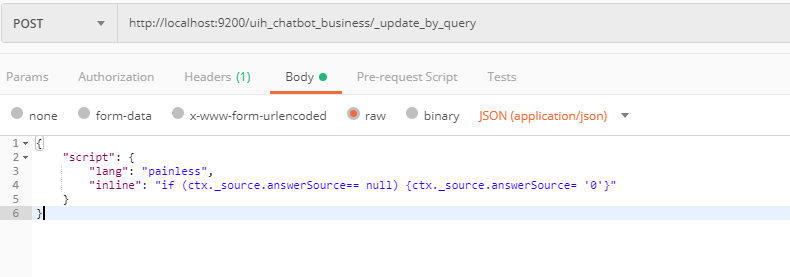 POST http://localhost:9200/uih_chatbot_business/_update_by_query
Params Authorization Headers (1) Body Pre-request Script Tests
none form-data x-www-form-urlencoded raw binary JSON (application/json)
1 {
2 "script": {
3 "lang": "painless",
4 "inline": "if (ctx._source.answerSource== null) {ctx._source.answerSource= '0'}"
5 }
6 }